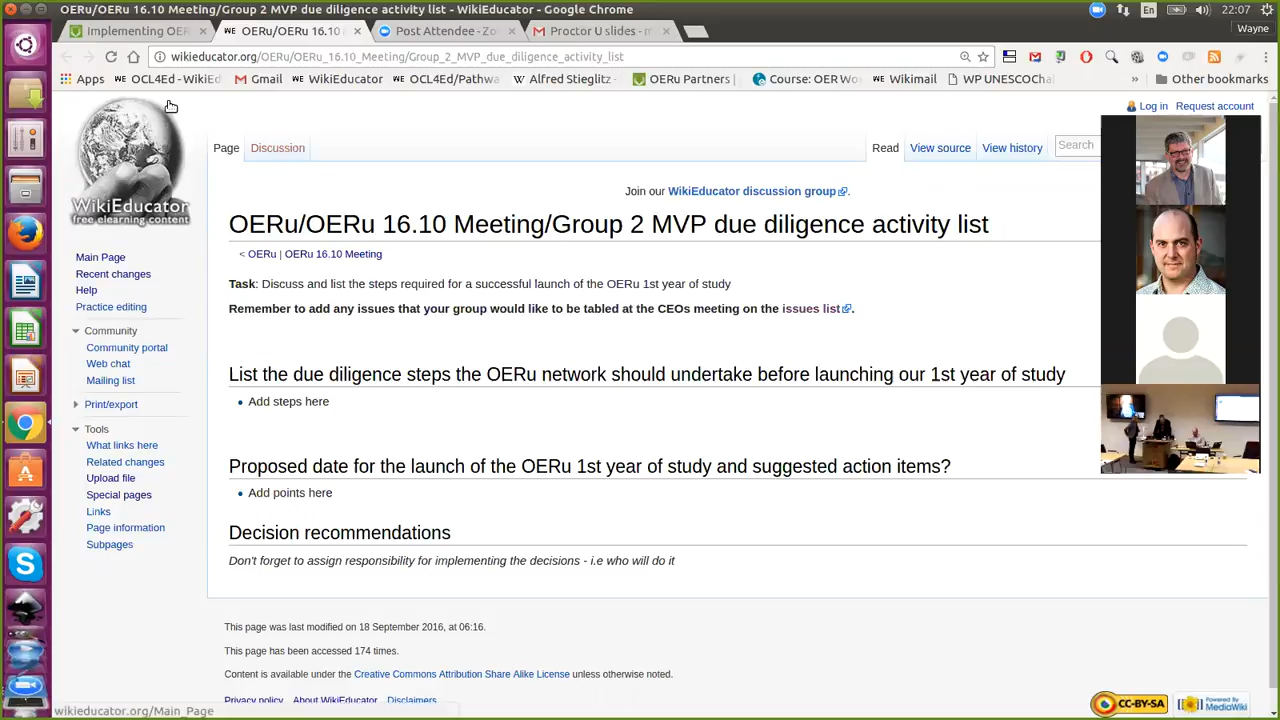 OERu/OERu 16.10 Meeting/Group 2 MVP due diligence activity list - WikiEducator - Google Chrome
En 22:07
Implementing OER
WE OERu/OERu 16.10
Post Attendee - Zo
Proctor U slides - m
Wayne
wikieducator.org/OERu/OERu_16.10_Meeting/Group_2_MVP_due_diligence_activity_list
Apps
WE OCL4Ed - WikiEd
Gmail
WE WikiEducator
WE OCL4Ed/Pathwa
W Alfred Stieglitz -
OERu Partners
Course: OER Wo
WE Wikimail
WP UNESCOCha
»
Other bookmarks
Log in Request account
Page Discussion Read View source View history Search
WikiEducator
free elearning content
Join our WikiEducator discussion group.
OERu/OERu 16.10 Meeting/Group 2 MVP due diligence activity list
< OERu | OERu 16.10 Meeting
Task: Discuss and list the steps required for a successful launch of the OERu 1st year of study
Remember to add any issues that your group would like to be tabled at the CEOs meeting on the issues list.
List the due diligence steps the OERu network should undertake before launching our 1st year of study
Add steps here
Proposed date for the launch of the OERu 1st year of study and suggested action items?
Add points here
Decision recommendations
Don't forget to assign responsibility for implementing the decisions - i.e who will do it
Main Page
Recent changes
Help
Practice editing
Community
Community portal
Web chat
Mailing list
Print/export
Tools
What links here
Related changes
Upload file
Special pages
Links
Page information
Subpages
This page was last modified on 18 September 2016, at 06:16.
This page has been accessed 174 times.
Content is available under the Creative Commons Attribution Share Alike License unless otherwise noted.
Privacy policy About WikiEducator Disclaimers
CC-BY-SA
Powered By
MediaWiki
wikieducator.org/Main_Page